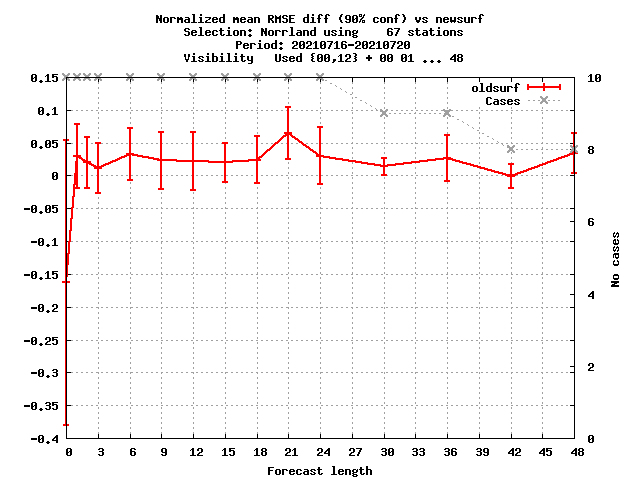 Normalized mean RMSE diff (90% conf) vs newsurf
Selection: Norrland using    67 stations
Period: 20210716-20210720
Visibility   Used {00,12} + 00 01 ... 48
oldsurf
Cases
0.15
0.1
0.05
0
-0.05
-0.1
-0.15
-0.2
-0.25
-0.3
-0.35
-0.4
10
8
6
4
2
0
No cases
0 3 6 9 12 15 18 21 24 27 30 33 36 39 42 45 48
Forecast length